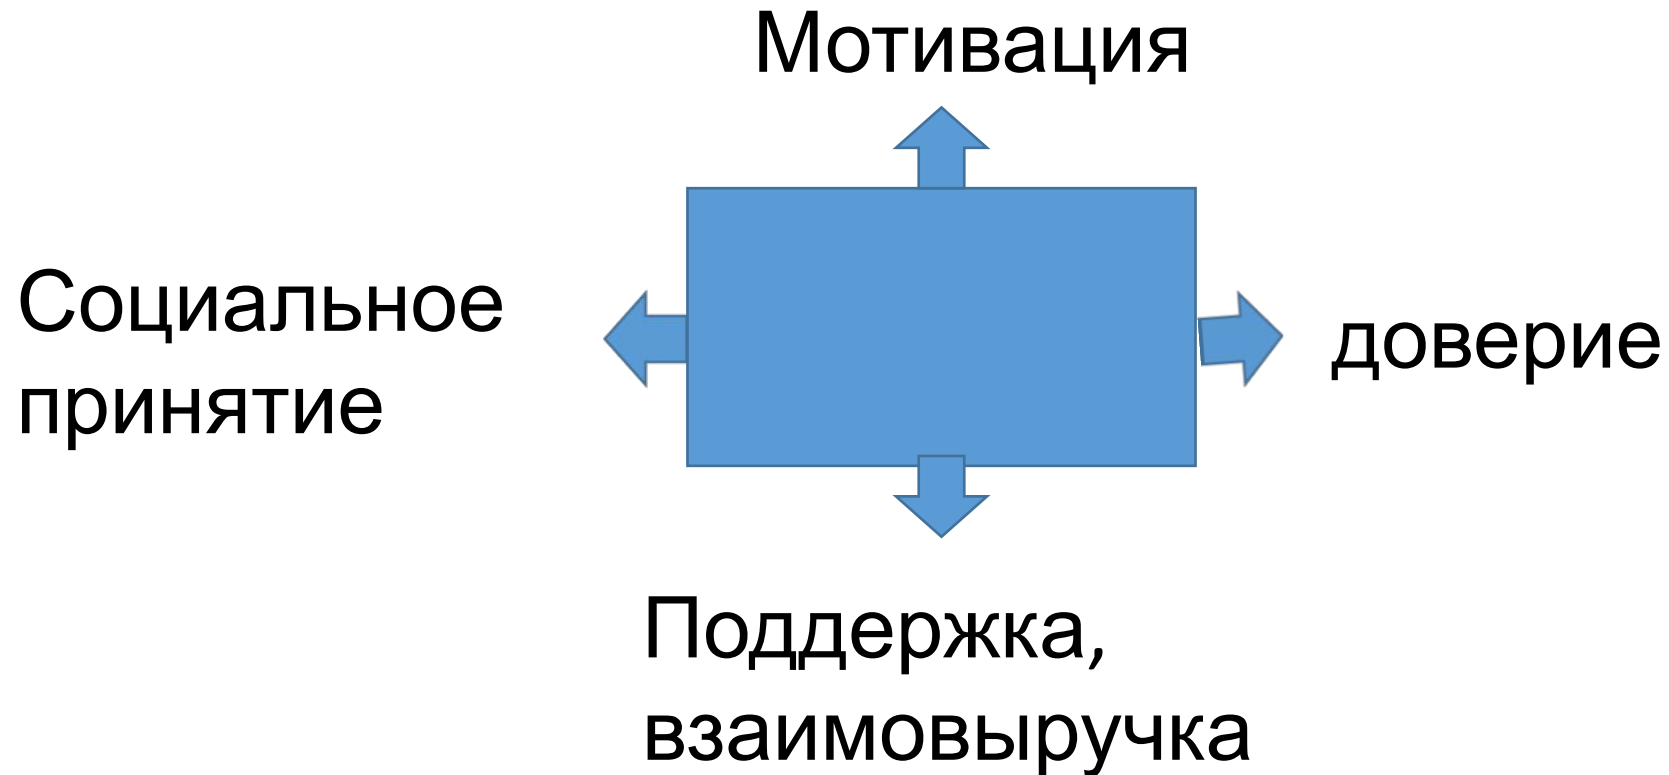 Мотивация
Социальное
принятие
доверие
Поддержка,
взаимовыручка